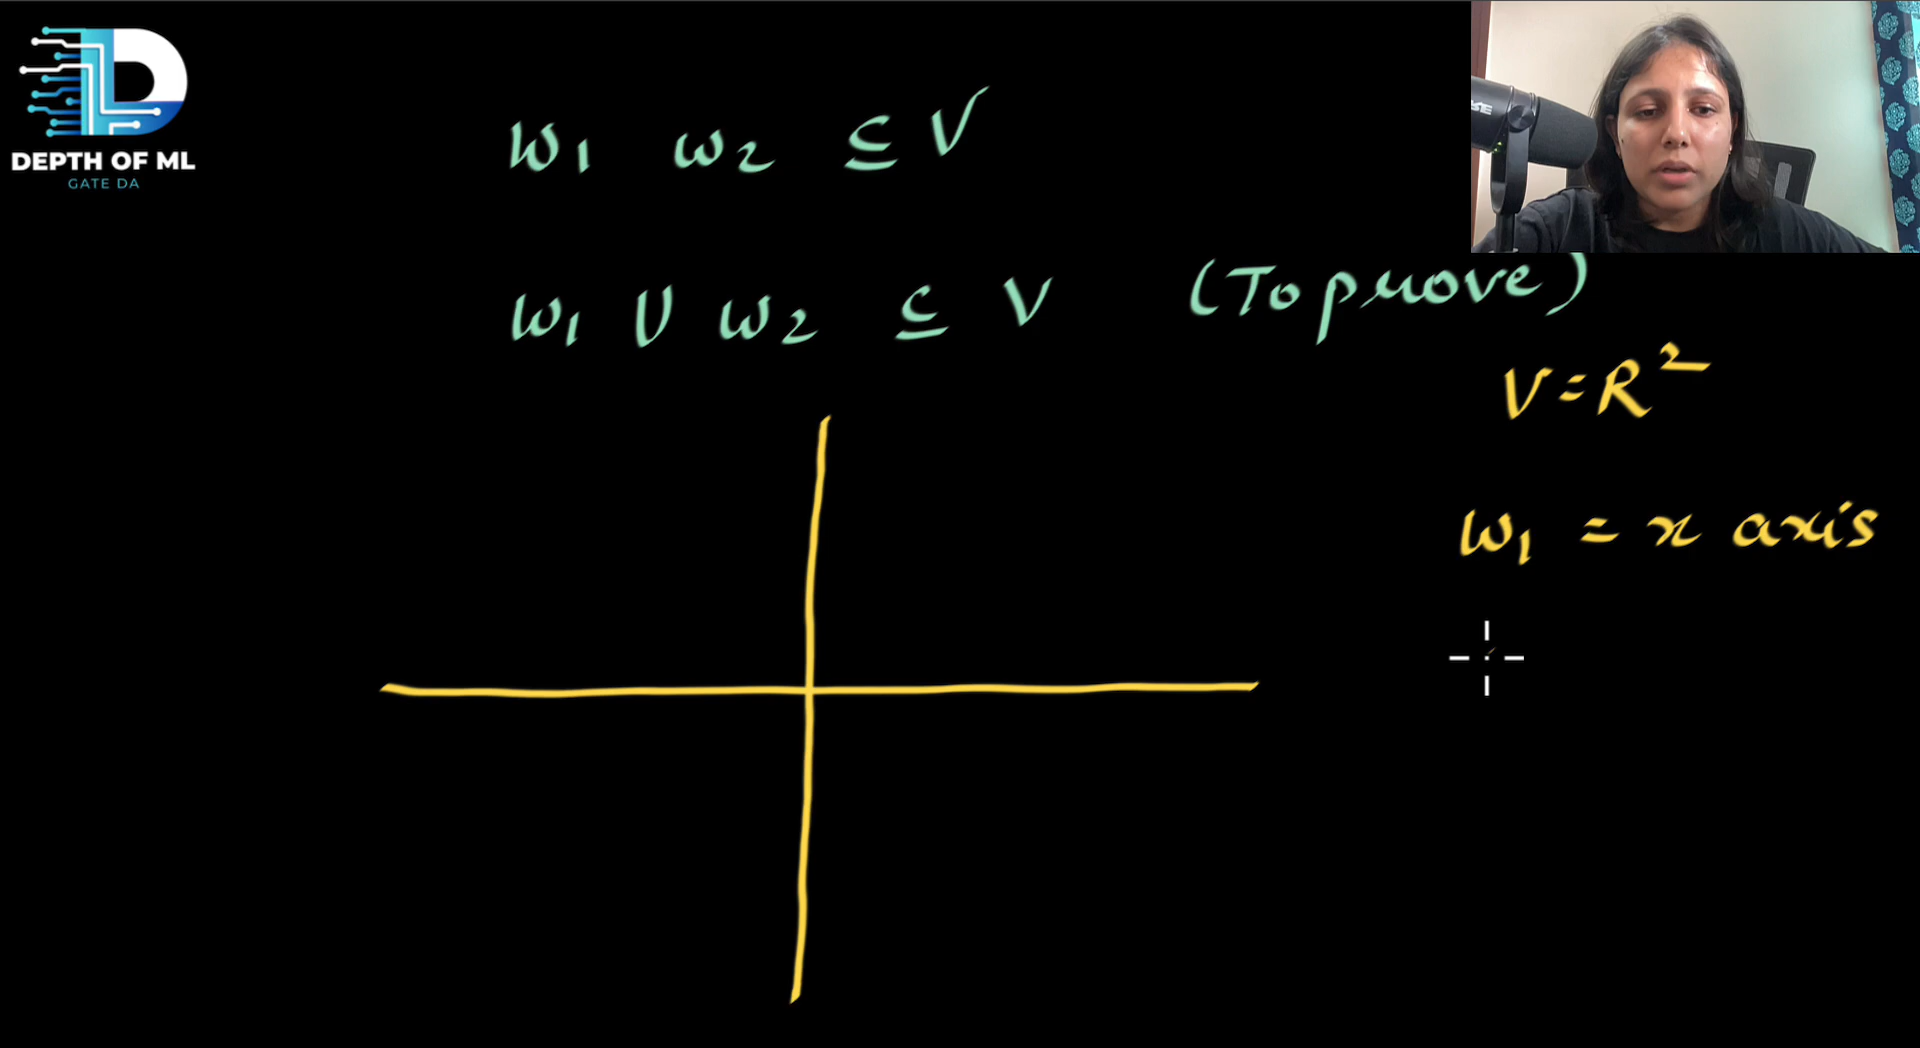 DEPTH OF ML
GATE DA
W1 W2 ⊆ V
W1 U W2 ⊆ V (To prove)
V = R²
W1 = x axis